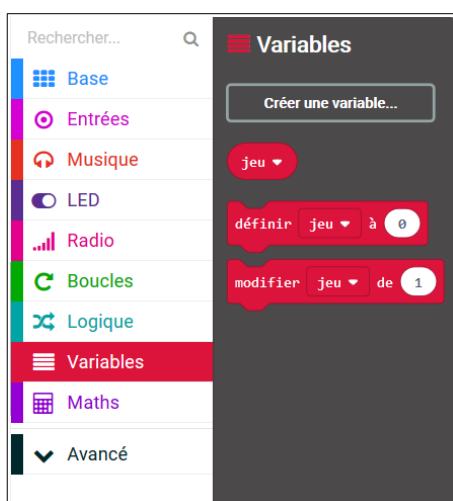 Rechercher...
Base
Entrées
Musique
LED
Radio
Boucles
Logique
Variables
Maths
Avancé
Variables
Créer une variable...
jeu
définir jeu à 0
modifier jeu de 1